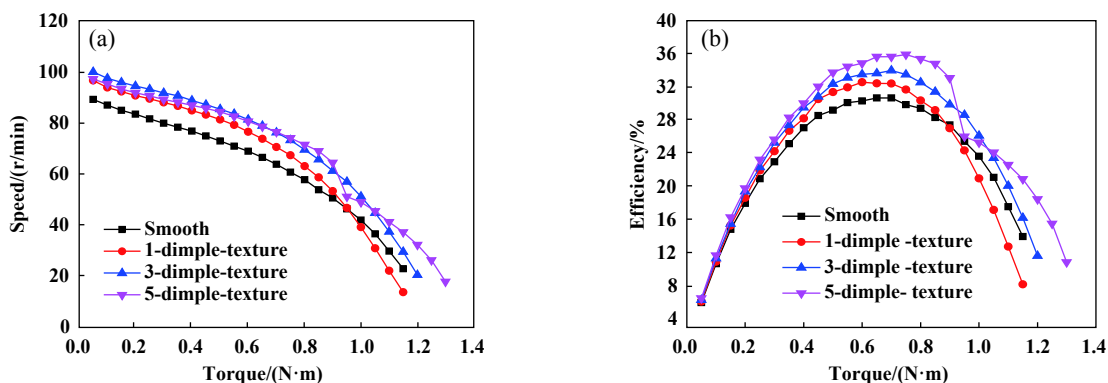 (a)
Speed/(r/min)
120
100
80
60
40
20
0
Smooth
1-dimple-texture
3-dimple-texture
5-dimple-texture
0.0 0.2 0.4 0.6 0.8 1.0 1.2 1.4
Torque/(N·m)
(b)
Efficiency/%
40
36
32
28
24
20
16
12
8
4
Smooth
1-dimple -texture
3-dimple -texture
5-dimple- texture
0.0 0.2 0.4 0.6 0.8 1.0 1.2 1.4
Torque/(N·m)